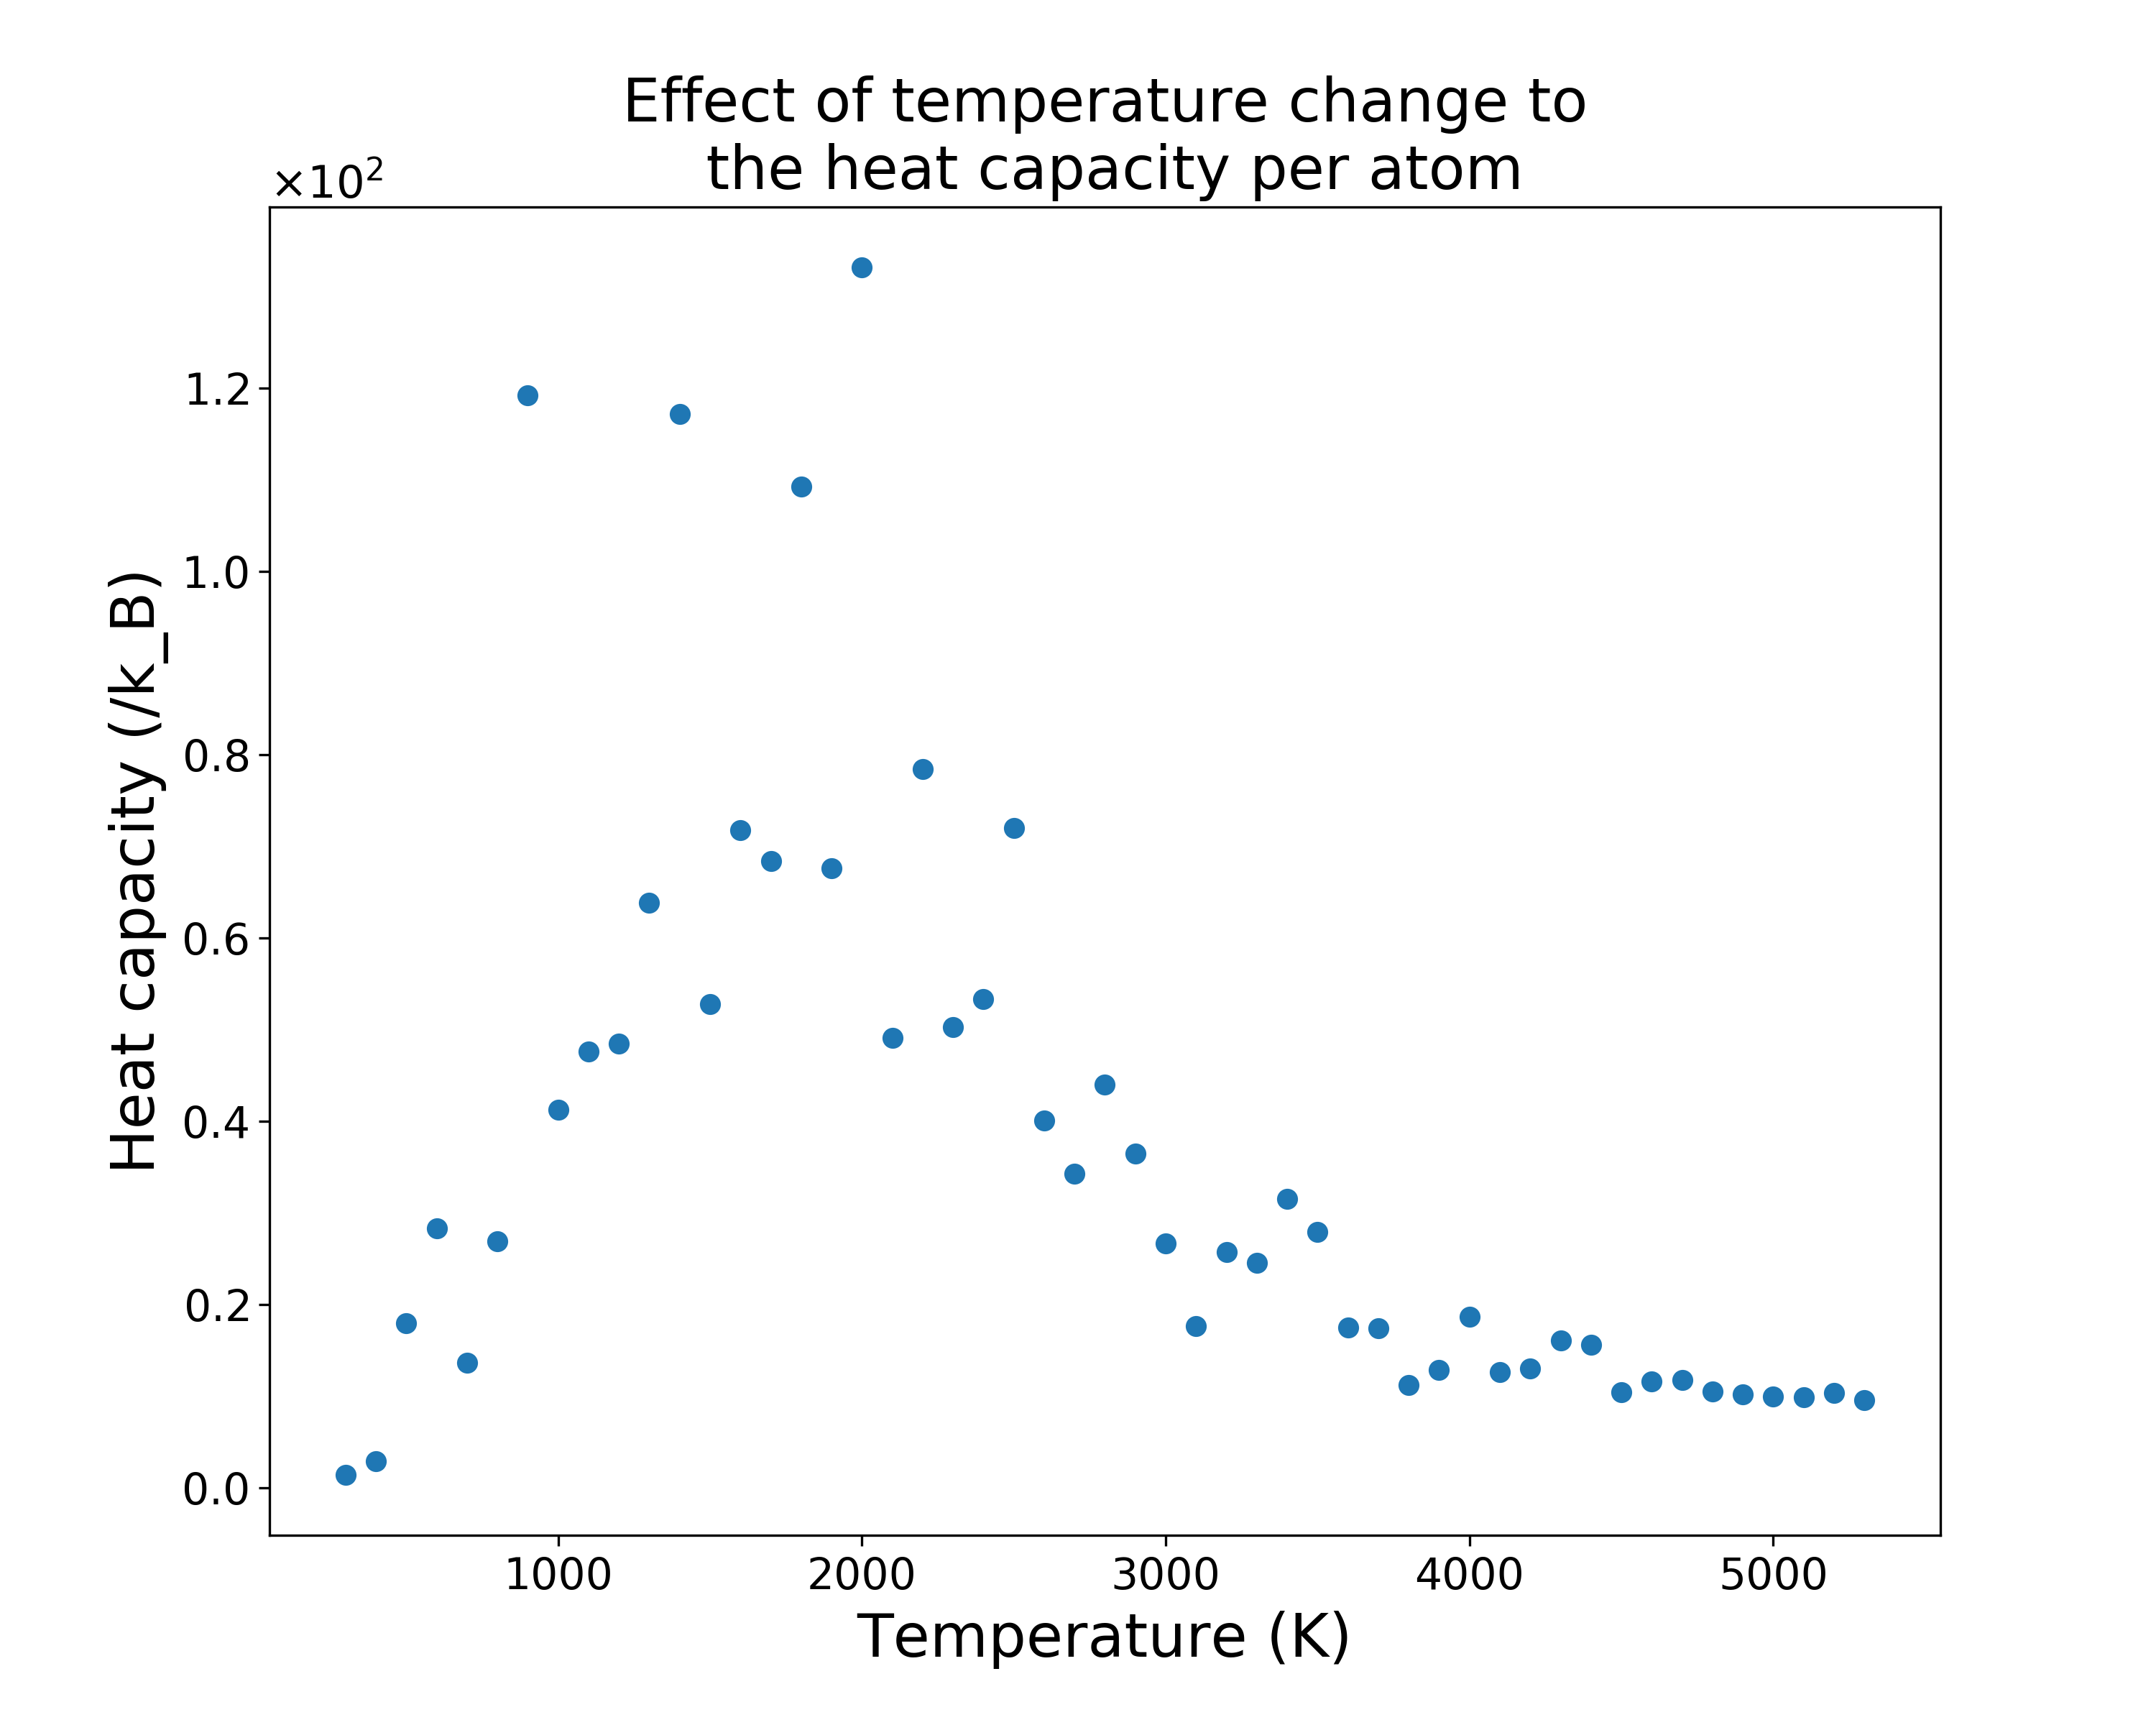 Effect of temperature change to
the heat capacity per atom
×10²
1.2
1.0
0.8
0.6
0.4
0.2
0.0
Heat capacity (/k_B)
1000 2000 3000 4000 5000
Temperature (K)